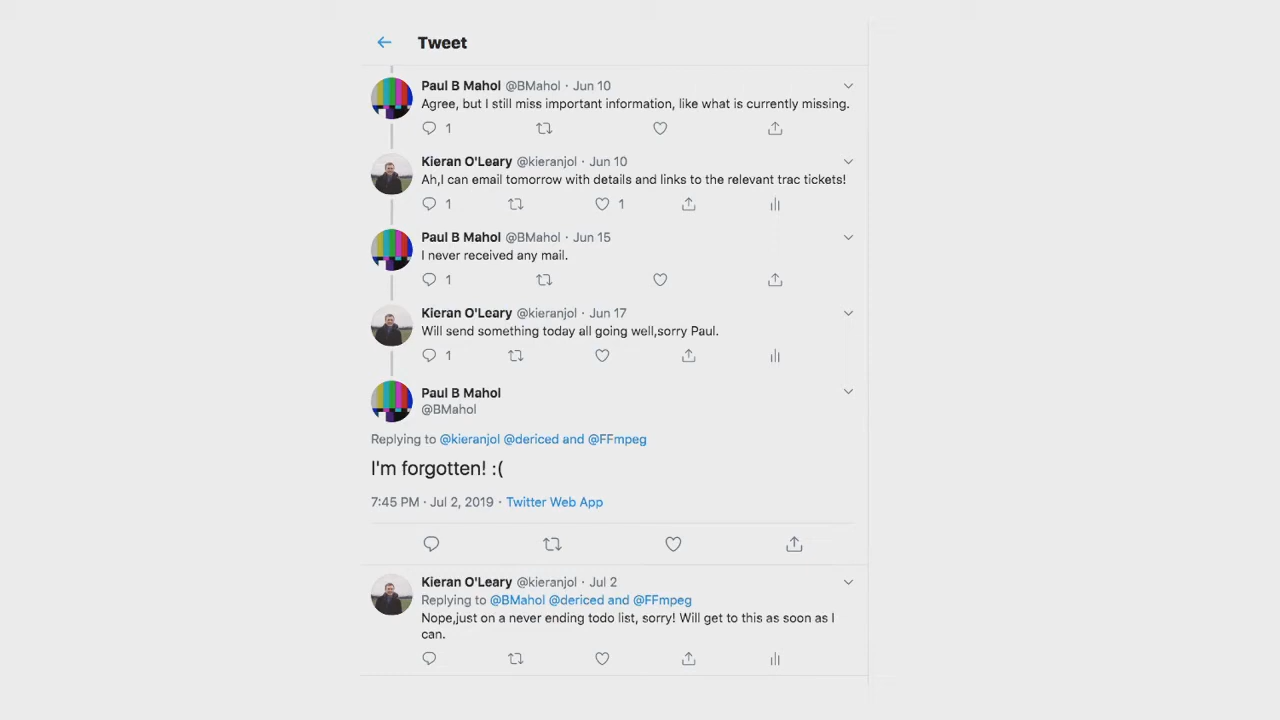 Tweet
Paul B Mahol @BMahol · Jun 10
Agree, but I still miss important information, like what is currently missing.
1
Kieran O'Leary @kieranjol · Jun 10
Ah,I can email tomorrow with details and links to the relevant trac tickets!
1 1
Paul B Mahol @BMahol · Jun 15
I never received any mail.
1
Kieran O'Leary @kieranjol · Jun 17
Will send something today all going well,sorry Paul.
1
Paul B Mahol
@BMahol
Replying to @kieranjol @dericed and @FFmpeg
I'm forgotten! :(
7:45 PM · Jul 2, 2019 · Twitter Web App
Kieran O'Leary @kieranjol · Jul 2
Replying to @BMahol @dericed and @FFmpeg
Nope,just on a never ending todo list, sorry! Will get to this as soon as I
can.